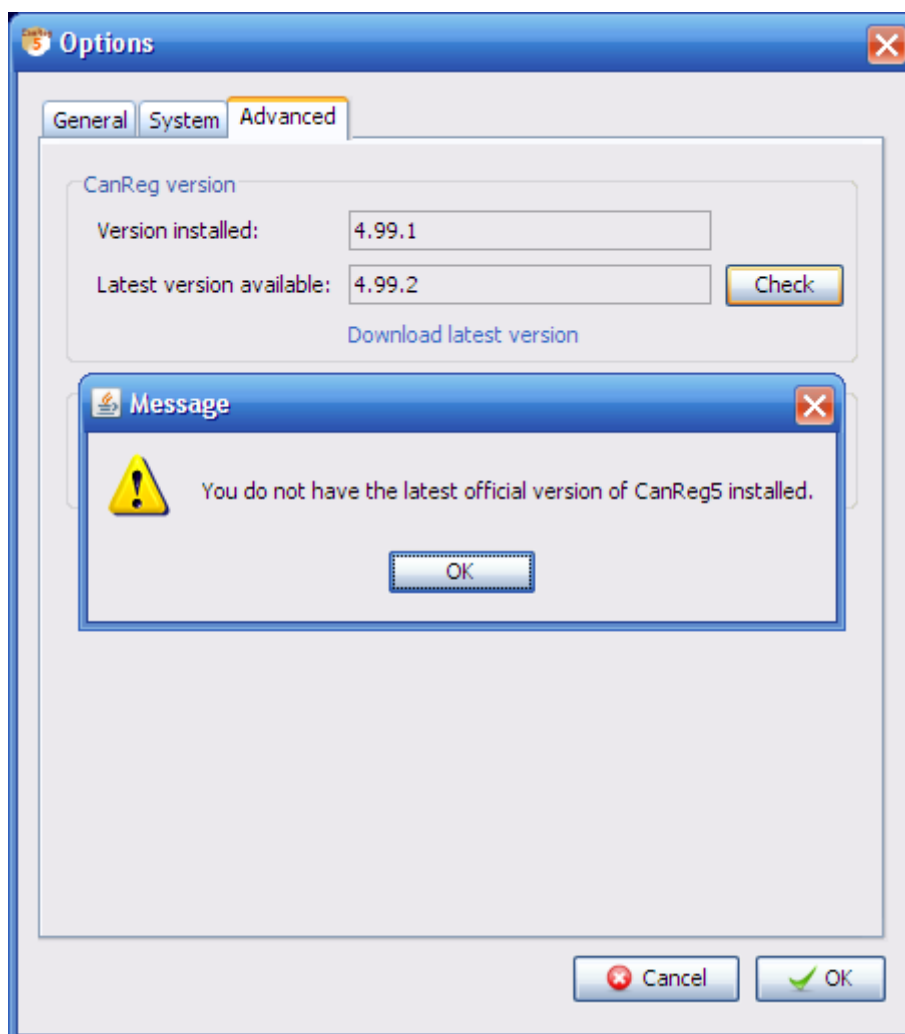 Options
General System Advanced
CanReg version
Version installed: 4.99.1
Latest version available: 4.99.2 Check
Download latest version
Message
You do not have the latest official version of CanReg5 installed.
OK
Cancel OK